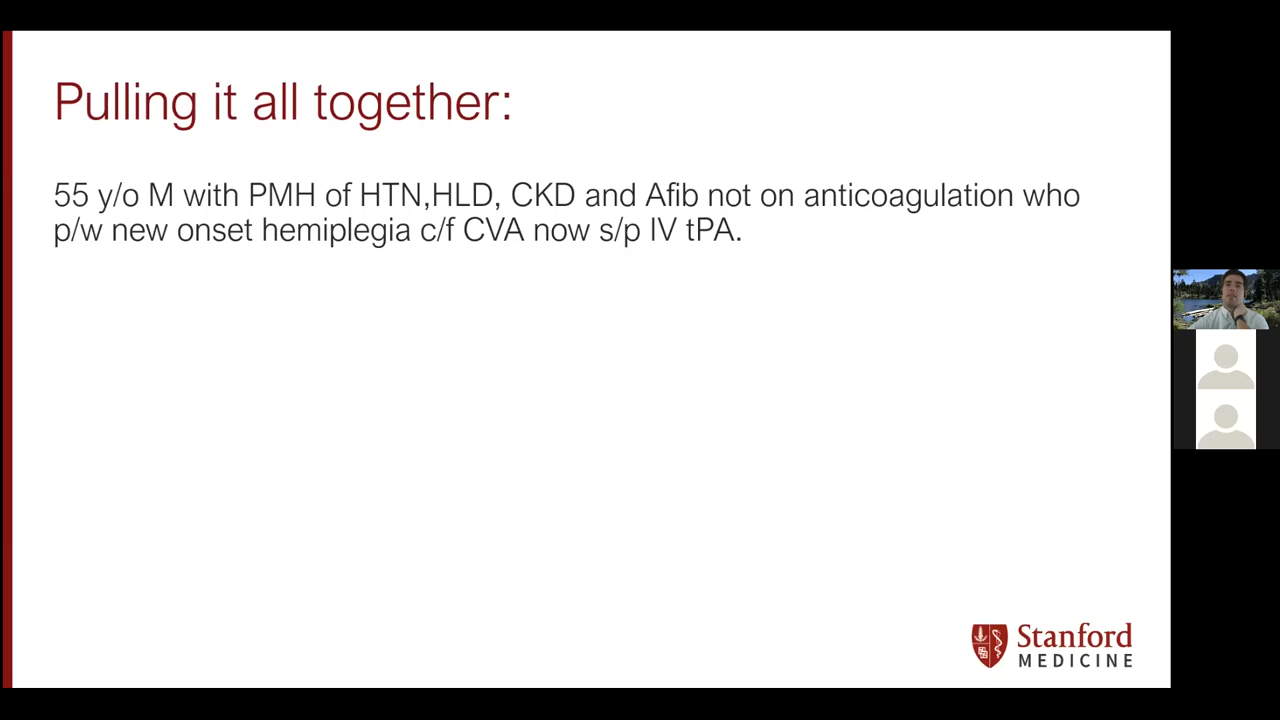 Pulling it all together:
55 y/o M with PMH of HTN,HLD, CKD and Afib not on anticoagulation who
p/w new onset hemiplegia c/f CVA now s/p IV tPA.
Stanford
MEDICINE